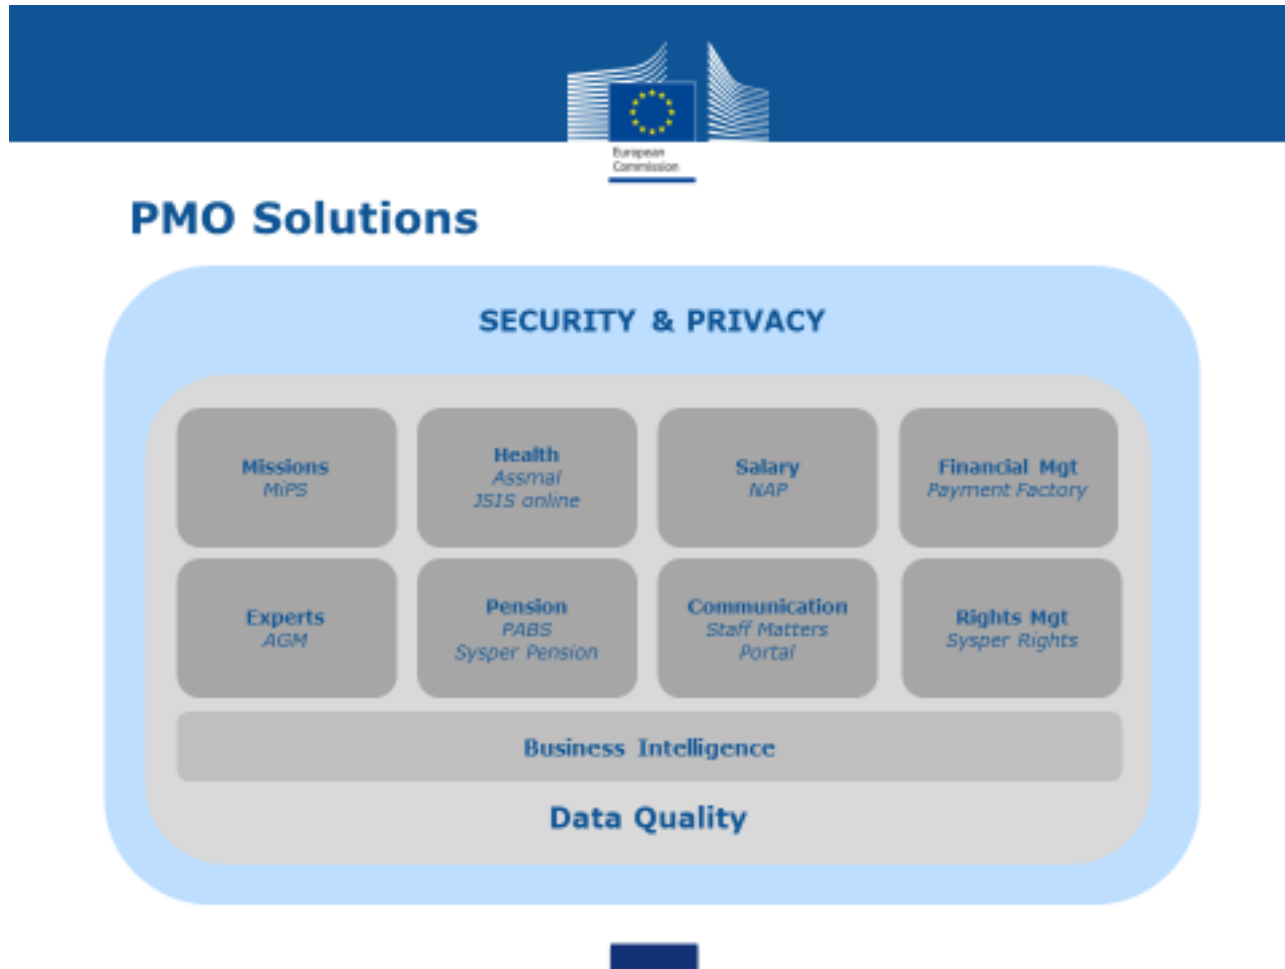 European
Commission
PMO Solutions
SECURITY & PRIVACY
Missions
MiPS
Health
Assmal
JSIS online
Salary
NAP
Financial Mgt
Payment Factory
Experts
AGM
Pension
PABS
Sysper Pension
Communication
Staff Matters
Portal
Rights Mgt
Sysper Rights
Business Intelligence
Data Quality